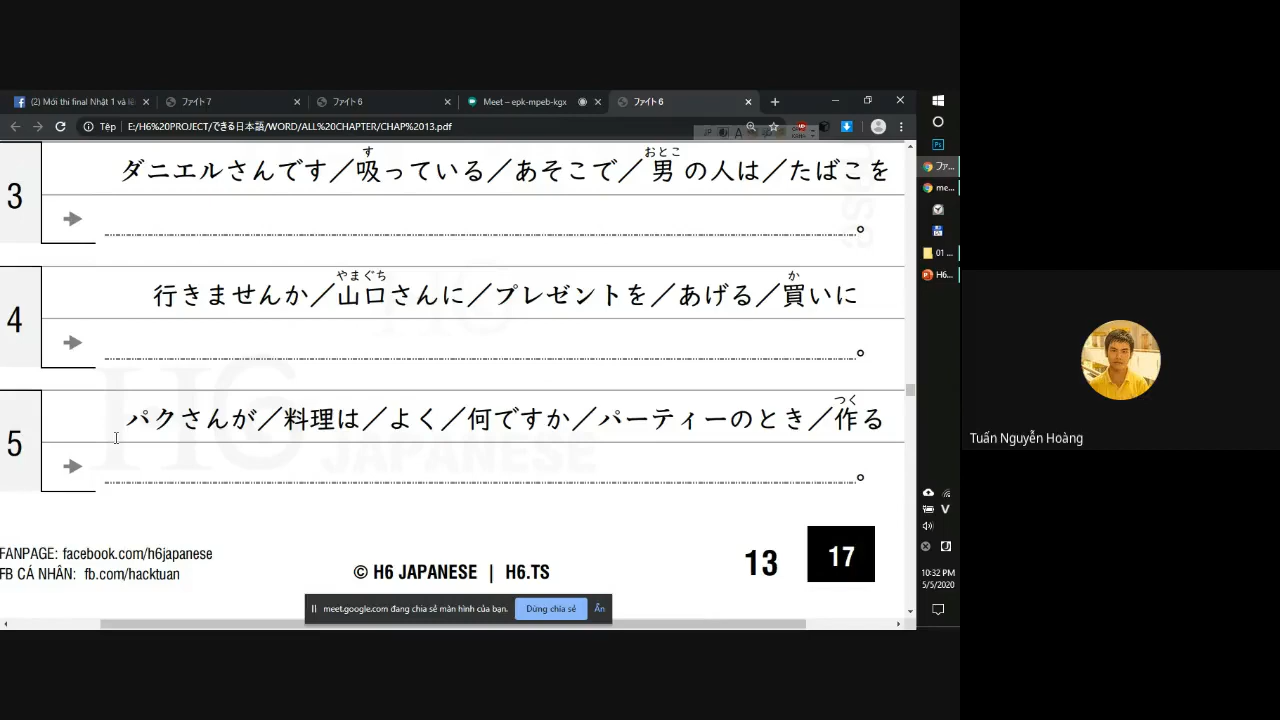 (2) Mới thi final Nhật 1 và lê
ファイト7
ファイト6
Meet – epk-mpeb-kgx
ファイト6
Tệp
E:/H6%20PROJECT/できる日本語/WORD/ALL%20CHAPTER/CHAP%2013.pdf
3
ダニエルさんです／吸っている／あそこで／男の人は／たばこを
す
おとこ
4
行きませんか／山口さんに／プレゼントを／あげる／買いに
やまぐち
か
5
パクさんが／料理は／よく／何ですか／パーティーのとき／作る
つく
H6 JAPANESE
FANPAGE: facebook.com/h6japanese
FB CÁ NHÂN: fb.com/hacktuan
© H6 JAPANESE | H6.TS
13
17
meet.google.com đang chia sẻ màn hình của bạn.
Dừng chia sẻ
Ẩn
ファ...
me...
01 ...
H6...
10:32 PM
5/5/2020
Tuấn Nguyễn Hoàng